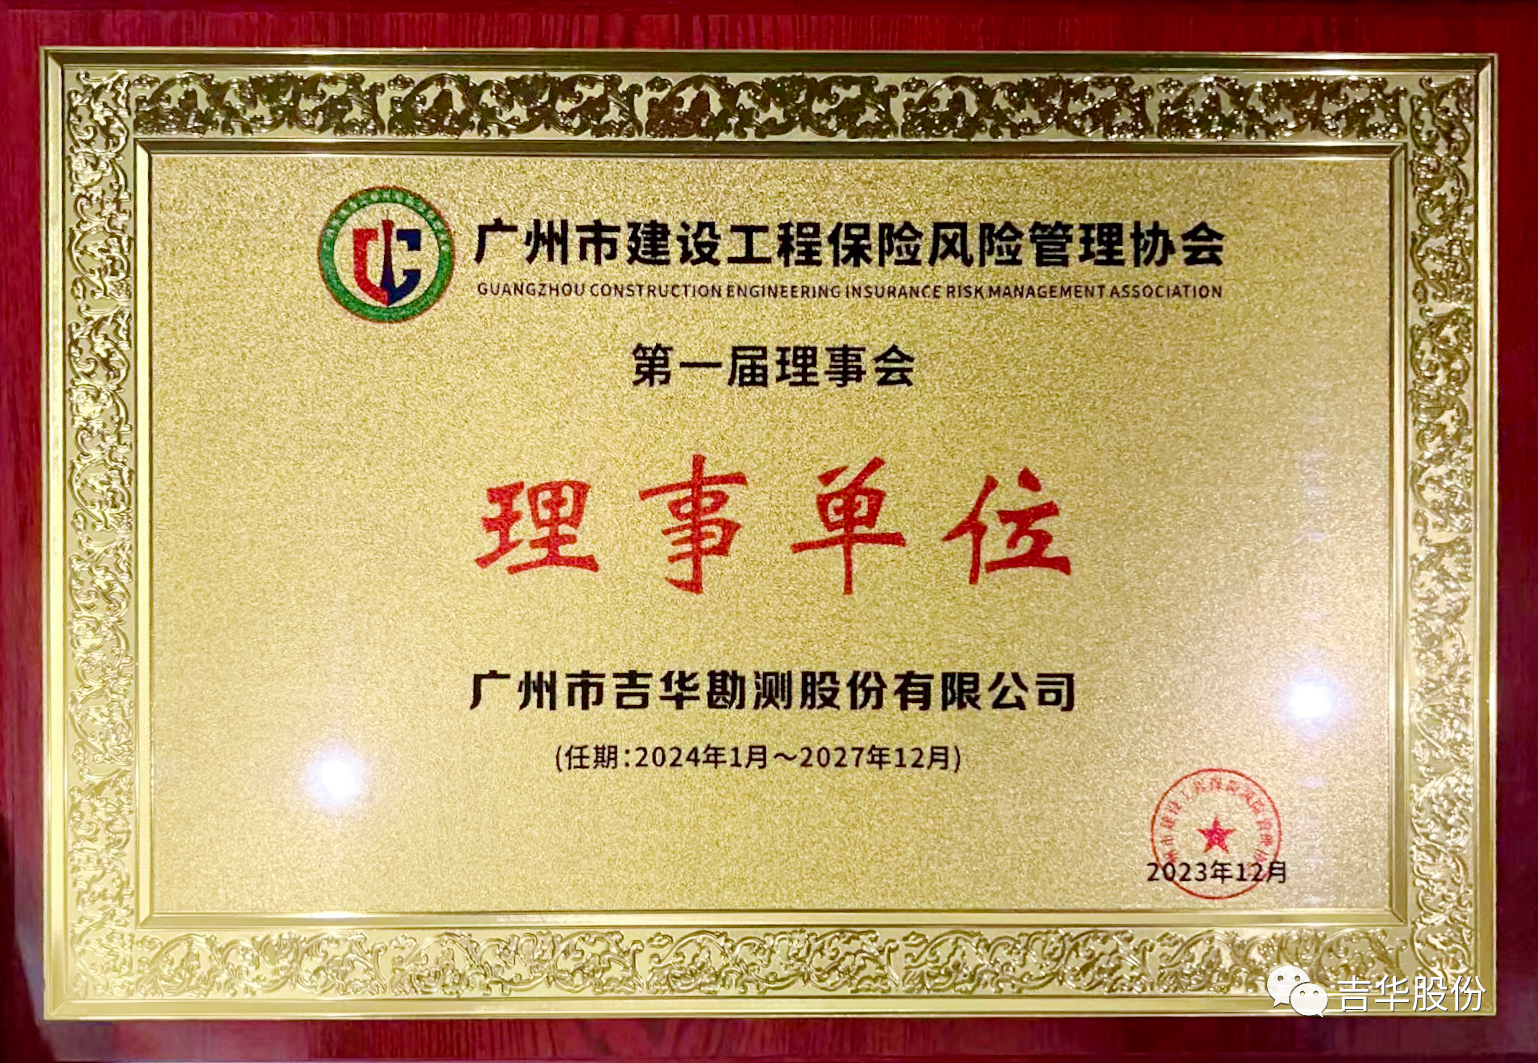 广州市建设工程保险风险管理协会
GUANGZHOU CONSTRUCTION ENGINEERING INSURANCE RISK MANAGEMENT ASSOCIATION
第一届理事会
理事单位
广州市吉华勘测股份有限公司
(任期:2024年1月～2027年12月)
2023年12月
吉华股份